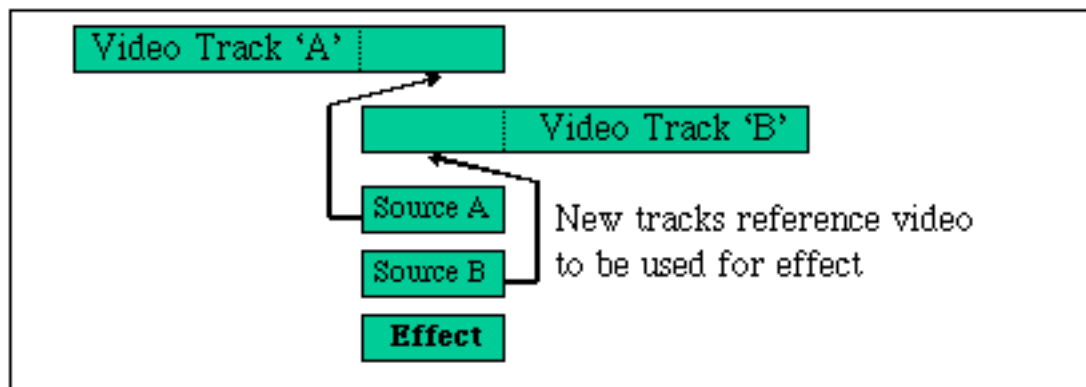 Video Track ‘A’
Video Track ‘B’
Source A
Source B
Effect
New tracks reference video
to be used for effect